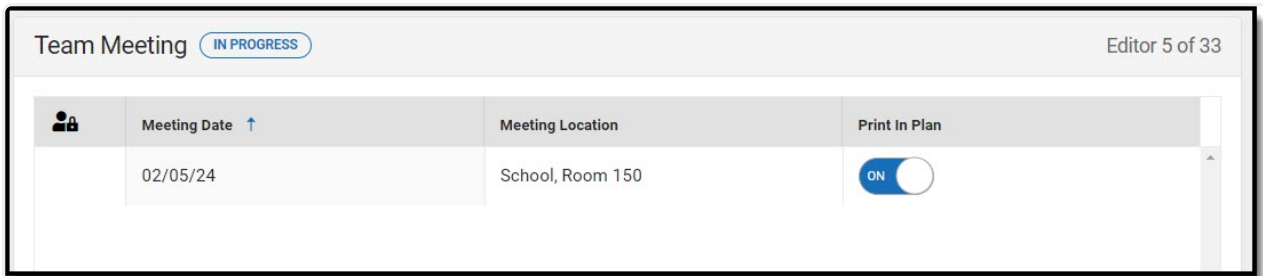 Team Meeting IN PROGRESS Editor 5 of 33
Meeting Date ↑ Meeting Location Print In Plan
02/05/24 School, Room 150 ON